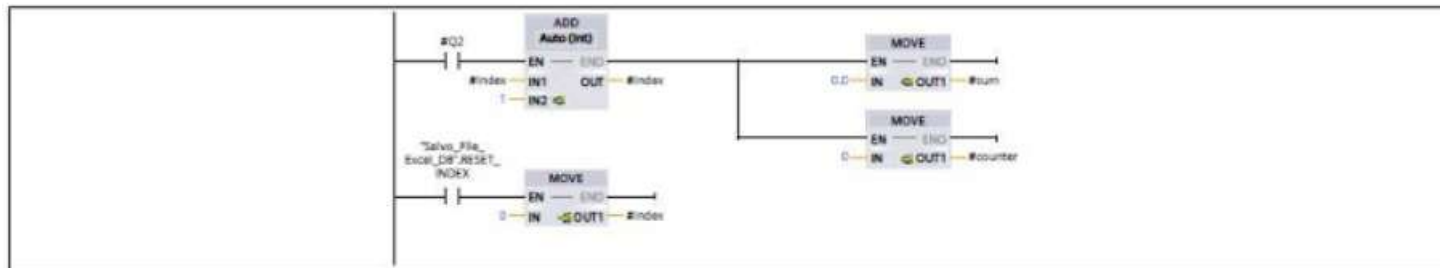 #Q2
ADD
Auto (Int)
EN ENO
#index IN1 OUT #index
1 IN2
MOVE
EN ENO
0.0 IN OUT1 #sum
MOVE
EN ENO
0 IN OUT1 #counter
"Salvo_File_
Excel_DB".RESET_
INDEX
MOVE
EN ENO
0 IN OUT1 #index